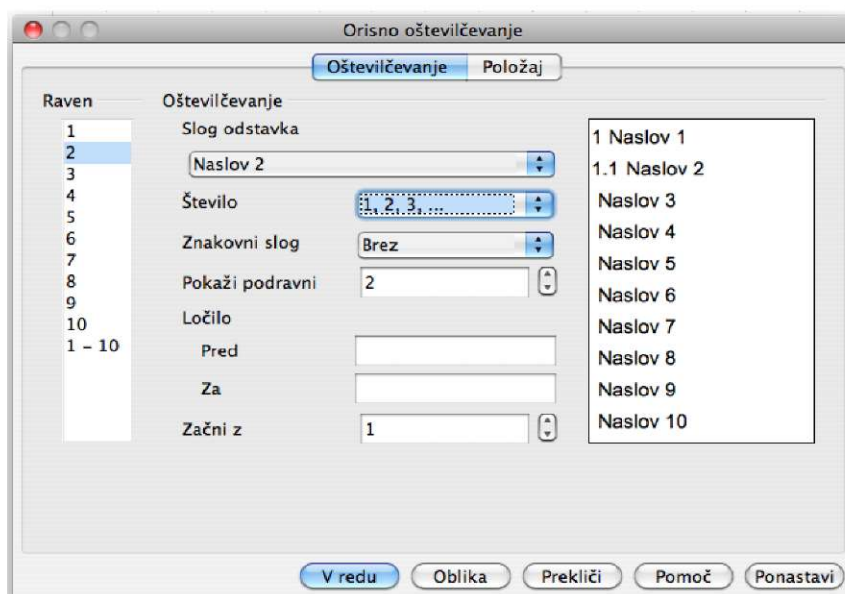 Orisno oštevilčevanje
Oštevilčevanje Položaj
Raven
1
2
3
4
5
6
7
8
9
10
1 – 10
Oštevilčevanje
Slog odstavka
Naslov 2
Število 1, 2, 3, ...
Znakovni slog Brez
Pokaži podravni 2
Ločilo
Pred
Za
Začni z 1
1 Naslov 1
1.1 Naslov 2
Naslov 3
Naslov 4
Naslov 5
Naslov 6
Naslov 7
Naslov 8
Naslov 9
Naslov 10
V redu Oblika Prekliči Pomoč Ponastavi